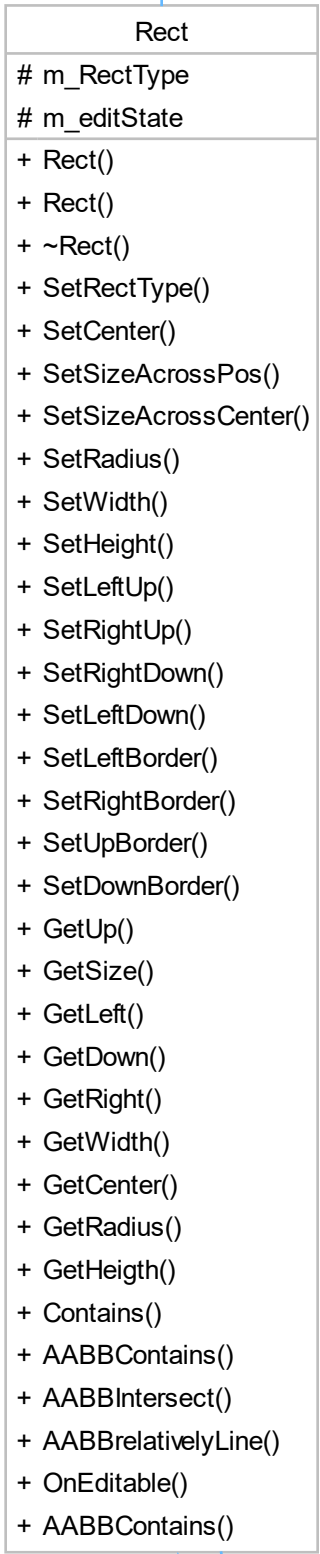 Rect
# m_RectType
# m_editState
+ Rect()
+ Rect()
+ ~Rect()
+ SetRectType()
+ SetCenter()
+ SetSizeAcrossPos()
+ SetSizeAcrossCenter()
+ SetRadius()
+ SetWidth()
+ SetHeight()
+ SetLeftUp()
+ SetRightUp()
+ SetRightDown()
+ SetLeftDown()
+ SetLeftBorder()
+ SetRightBorder()
+ SetUpBorder()
+ SetDownBorder()
+ GetUp()
+ GetSize()
+ GetLeft()
+ GetDown()
+ GetRight()
+ GetWidth()
+ GetCenter()
+ GetRadius()
+ GetHeigth()
+ Contains()
+ AABBContains()
+ AABBIntersect()
+ AABBrelativelyLine()
+ OnEditable()
+ AABBContains()